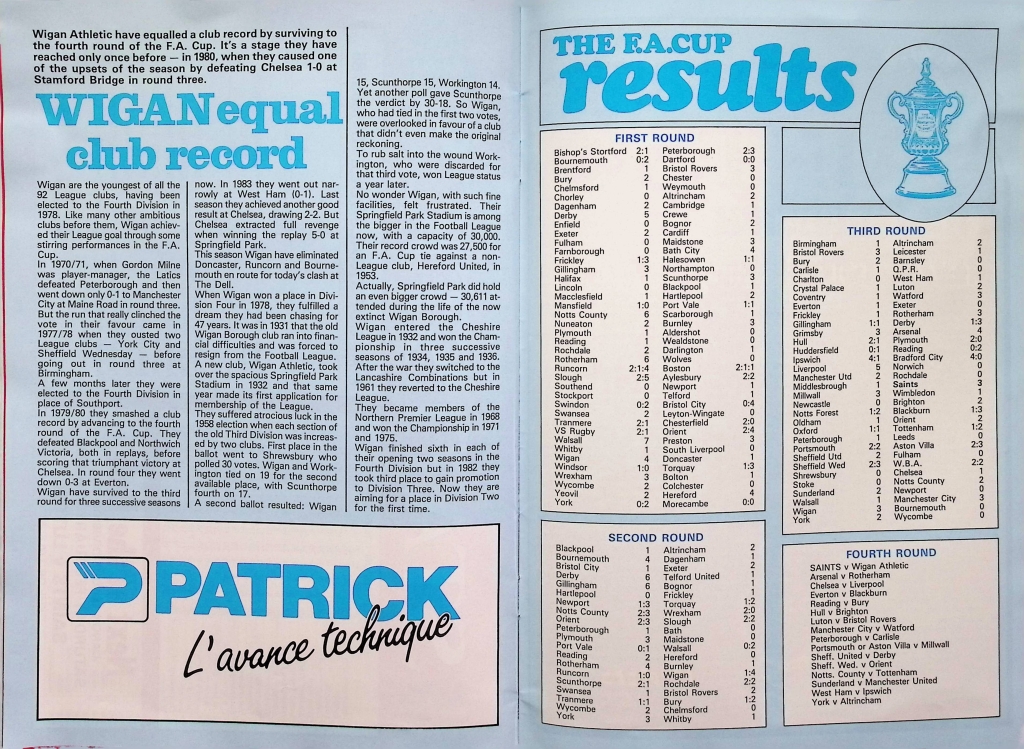 Wigan Athletic have equalled a club record by surviving to
the fourth round of the F.A. Cup. It's a stage they have
reached only once before — in 1980, when they caused one
of the upsets of the season by defeating Chelsea 1-0 at
Stamford Bridge in round three.
WIGAN equal
club record
Wigan are the youngest of all the
92 League clubs, having been
elected to the Fourth Division in
1978. Like many other ambitious
clubs before them, Wigan achiev-
ed their League goal through some
stirring performances in the F.A.
Cup.
In 1970/71, when Gordon Milne
was player-manager, the Latics
defeated Peterborough and then
went down only 0-1 to Manchester
City at Maine Road in round three.
But the run that really clinched the
vote in their favour came in
1977/78 when they ousted two
League clubs — York City and
Sheffield Wednesday — before
going out in round three at
Birmingham.
A few months later they were
elected to the Fourth Division in
place of Southport.
In 1979/80 they smashed a club
record by advancing to the fourth
round of the F.A. Cup. They
defeated Blackpool and Northwich
Victoria, both in replays, before
scoring that triumphant victory at
Chelsea. In round four they went
down 0-3 at Everton.
Wigan have survived to the third
round for three successive seasons
now. In 1983 they went out nar-
rowly at West Ham (0-1). Last
season they achieved another good
result at Chelsea, drawing 2-2. But
Chelsea extracted full revenge
when winning the replay 5-0 at
Springfield Park.
This season Wigan have eliminated
Doncaster, Runcorn and Bourne-
mouth en route for today's clash at
The Dell.
When Wigan won a place in Divi-
sion Four in 1978, they fulfilled a
dream they had been chasing for
47 years. It was in 1931 that the old
Wigan Borough club ran into finan-
cial difficulties and was forced to
resign from the Football League.
A new club, Wigan Athletic, took
over the spacious Springfield Park
Stadium in 1932 and that same
year made its first application for
membership of the League.
They suffered atrocius luck in the
1958 election when each section of
the old Third Division was increas-
ed by two clubs. First place in the
ballot went to Shrewsbury who
polled 30 votes. Wigan and Work-
ington tied on 19 for the second
available place, with Scunthorpe
fourth on 17.
A second ballot resulted: Wigan
15, Scunthorpe 15, Workington 14.
Yet another poll gave Scunthorpe
the verdict by 30-18. So Wigan,
who had tied in the first two votes,
were overlooked in favour of a club
that didn't even make the original
reckoning.
To rub salt into the wound Work-
ington, who were discarded for
that third vote, won League status
a year later.
No wonder Wigan, with such fine
facilities, felt frustrated. Their
Springfield Park Stadium is among
the bigger in the Football League
now, with a capacity of 30,000.
Their record crowd was 27,500 for
an F.A. Cup tie against a non-
League club, Hereford United, in
1953.
Actually, Springfield Park did hold
an even bigger crowd — 30,611 at-
tended during the life of the now
extinct Wigan Borough.
Wigan entered the Cheshire
League in 1932 and won the Cham-
pionship in three successive
seasons of 1934, 1935 and 1936.
After the war they switched to the
Lancashire Combinations but in
1961 they reverted to the Cheshire
League.
They became members of the
Northern Premier League in 1968
and won the Championship in 1971
and 1975.
Wigan finished sixth in each of
their opening two seasons in the
Fourth Division but in 1982 they
took third place to gain promotion
to Division Three. Now they are
aiming for a place in Division Two
for the first time.
PATRICK
L'avance technique
THE F.A. CUP
results
FIRST ROUND
Bishop's Stortford 2:1 Peterborough 2:3
Bournemouth 0:2 Dartford 0:0
Brentford 1 Bristol Rovers 3
Bury 2 Chester 0
Chelmsford 1 Weymouth 0
Chorley 0 Altrincham 2
Dagenham 2 Cambridge 1
Derby 5 Crewe 1
Enfield 0 Bognor 2
Exeter 2 Cardiff 1
Fulham 0 Maidstone 3
Farnborough 0 Bath City 4
Frickley 1:3 Halesowen 1:1
Gillingham 3 Northampton 0
Halifax 1 Scunthorpe 3
Lincoln 0 Blackpool 1
Macclesfield 1 Hartlepool 2
Mansfield 1:0 Port Vale 1:1
Notts County 6 Scarborough 1
Nuneaton 2 Burnley 3
Plymouth 1 Aldershot 0
Reading 1 Wealdstone 0
Rochdale 2 Darlington 1
Rotherham 6 Wolves 0
Runcorn 2:1:4 Boston 2:1:1
Slough 2:5 Aylesbury 2:2
Southend 0 Newport 1
Stockport 0 Telford 1
Swindon 0:2 Bristol City 0:4
Swansea 2 Leyton-Wingate 0
Tranmere 2:1 Chesterfield 2:0
VS Rugby 2:1 Orient 2:4
Walsall 7 Preston 3
Whitby 1 South Liverpool 0
Wigan 4 Doncaster 1
Windsor 1:0 Torquay 1:3
Wrexham 3 Bolton 1
Wycombe 2 Colchester 0
Yeovil 2 Hereford 4
York 0:2 Morecambe 0:0
SECOND ROUND
Blackpool 1 Altrincham 2
Bournemouth 4 Dagenham 1
Bristol City 1 Exeter 2
Derby 6 Telford United 1
Gillingham 6 Bognor 1
Hartlepool 0 Frickley 1
Newport 1:3 Torquay 1:2
Notts County 2:3 Wrexham 2:0
Orient 2:3 Slough 2:2
Peterborough 1 Bath 0
Plymouth 3 Maidstone 0
Port Vale 0:1 Walsall 0:2
Reading 2 Hereford 0
Rotherham 4 Burnley 1
Runcorn 1:0 Wigan 1:4
Scunthorpe 2:1 Rochdale 2:2
Swansea 1 Bristol Rovers 2
Tranmere 1:1 Bury 1:2
Wycombe 2 Chelmsford 0
York 3 Whitby 1
THIRD ROUND
Birmingham 1 Altrincham 2
Bristol Rovers 3 Leicester 1
Bury 2 Barnsley 0
Carlisle 1 Q.P.R. 0
Charlton 0 West Ham 1
Crystal Palace 1 Luton 2
Coventry 1 Watford 3
Everton 1 Exeter 0
Frickley 1 Rotherham 3
Gillingham 1:1 Derby 1:3
Grimsby 3 Arsenal 4
Hull 2:1 Plymouth 2:0
Huddersfield 0:1 Reading 0:2
Ipswich 4:1 Bradford City 4:0
Liverpool 5 Norwich 0
Manchester Utd 2 Rochdale 0
Middlesbrough 1 Saints 3
Millwall 3 Wimbledon 1
Newcastle 0 Brighton 2
Notts Forest 1:2 Blackburn 1:3
Oldham 1 Orient 2
Oxford 1:1 Tottenham 1:2
Peterborough 1 Leeds 0
Portsmouth 2:2 Aston Villa 2:3
Sheffield Utd 2 Fulham 0
Sheffield Wed 2:3 W.B.A. 2:2
Shrewsbury 0 Chelsea 1
Stoke 0 Notts County 2
Sunderland 2 Newport 0
Walsall 1 Manchester City 3
Wigan 3 Bournemouth 0
York 2 Wycombe 0
FOURTH ROUND
SAINTS v Wigan Athletic
Arsenal v Rotherham
Chelsea v Liverpool
Everton v Blackburn
Reading v Bury
Hull v Brighton
Luton v Bristol Rovers
Manchester City v Watford
Peterborough v Carlisle
Portsmouth or Aston Villa v Millwall
Sheff. United v Derby
Sheff. Wed. v Orient
Notts. County v Tottenham
Sunderland v Manchester United
West Ham v Ipswich
York v Altrincham